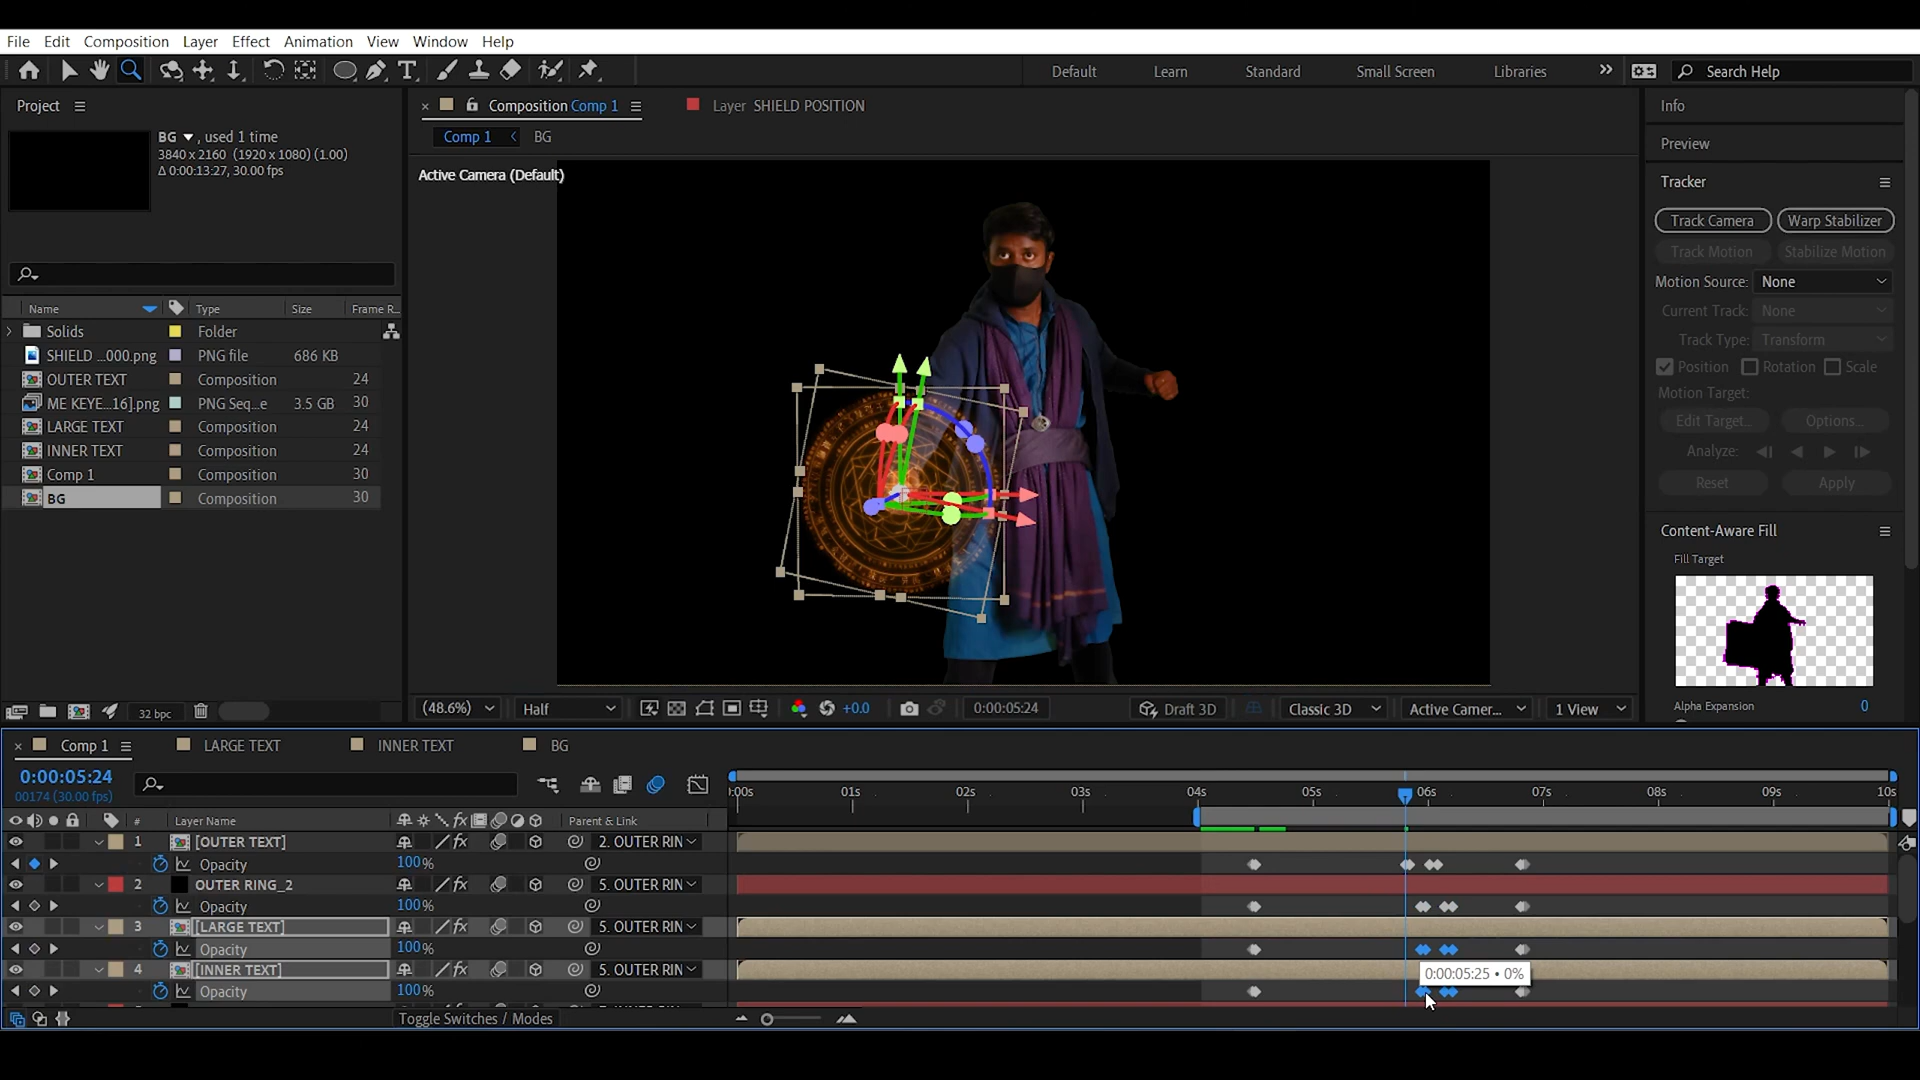 File Edit Composition Layer Effect Animation View Window Help
Default Learn Standard Small Screen Libraries Search Help
Project
BG , used 1 time
3840 x 2160 (1920 x 1080) (1.00)
Δ 0:00:13:27, 30.00 fps
Name Type Size Frame R...
Solids Folder
SHIELD ...000.png PNG file 686 KB
OUTER TEXT Composition 24
ME KEYE...16].png PNG Seq...e 3.5 GB 30
LARGE TEXT Composition 24
INNER TEXT Composition 24
Comp 1 Composition 30
BG Composition 30
32 bpc
Composition Comp 1 Layer SHIELD POSITION
Comp 1 BG
Active Camera (Default)
(48.6%) Half +0.0 0:00:05:24 Draft 3D Classic 3D Active Camer... 1 View
Info
Preview
Tracker
Track Camera Warp Stabilizer
Track Motion Stabilize Motion
Motion Source: None
Current Track: None
Track Type: Transform
Position Rotation Scale
Motion Target:
Edit Target... Options...
Analyze:
Reset Apply
Content-Aware Fill
Fill Target
Alpha Expansion 0
Comp 1 LARGE TEXT INNER TEXT BG
0:00:05:24
00174 (30.00 fps)
:00s 01s 02s 03s 04s 05s 06s 07s 08s 09s 10s
# Layer Name fx Parent & Link
1 [OUTER TEXT] fx 2. OUTER RIN
Opacity 100%
2 OUTER RING_2 fx 5. OUTER RIN
Opacity 100%
3 [LARGE TEXT] fx 5. OUTER RIN
Opacity 100%
4 [INNER TEXT] fx 5. OUTER RIN
0:00:05:25 • 0%
Opacity 100%
Toggle Switches / Modes